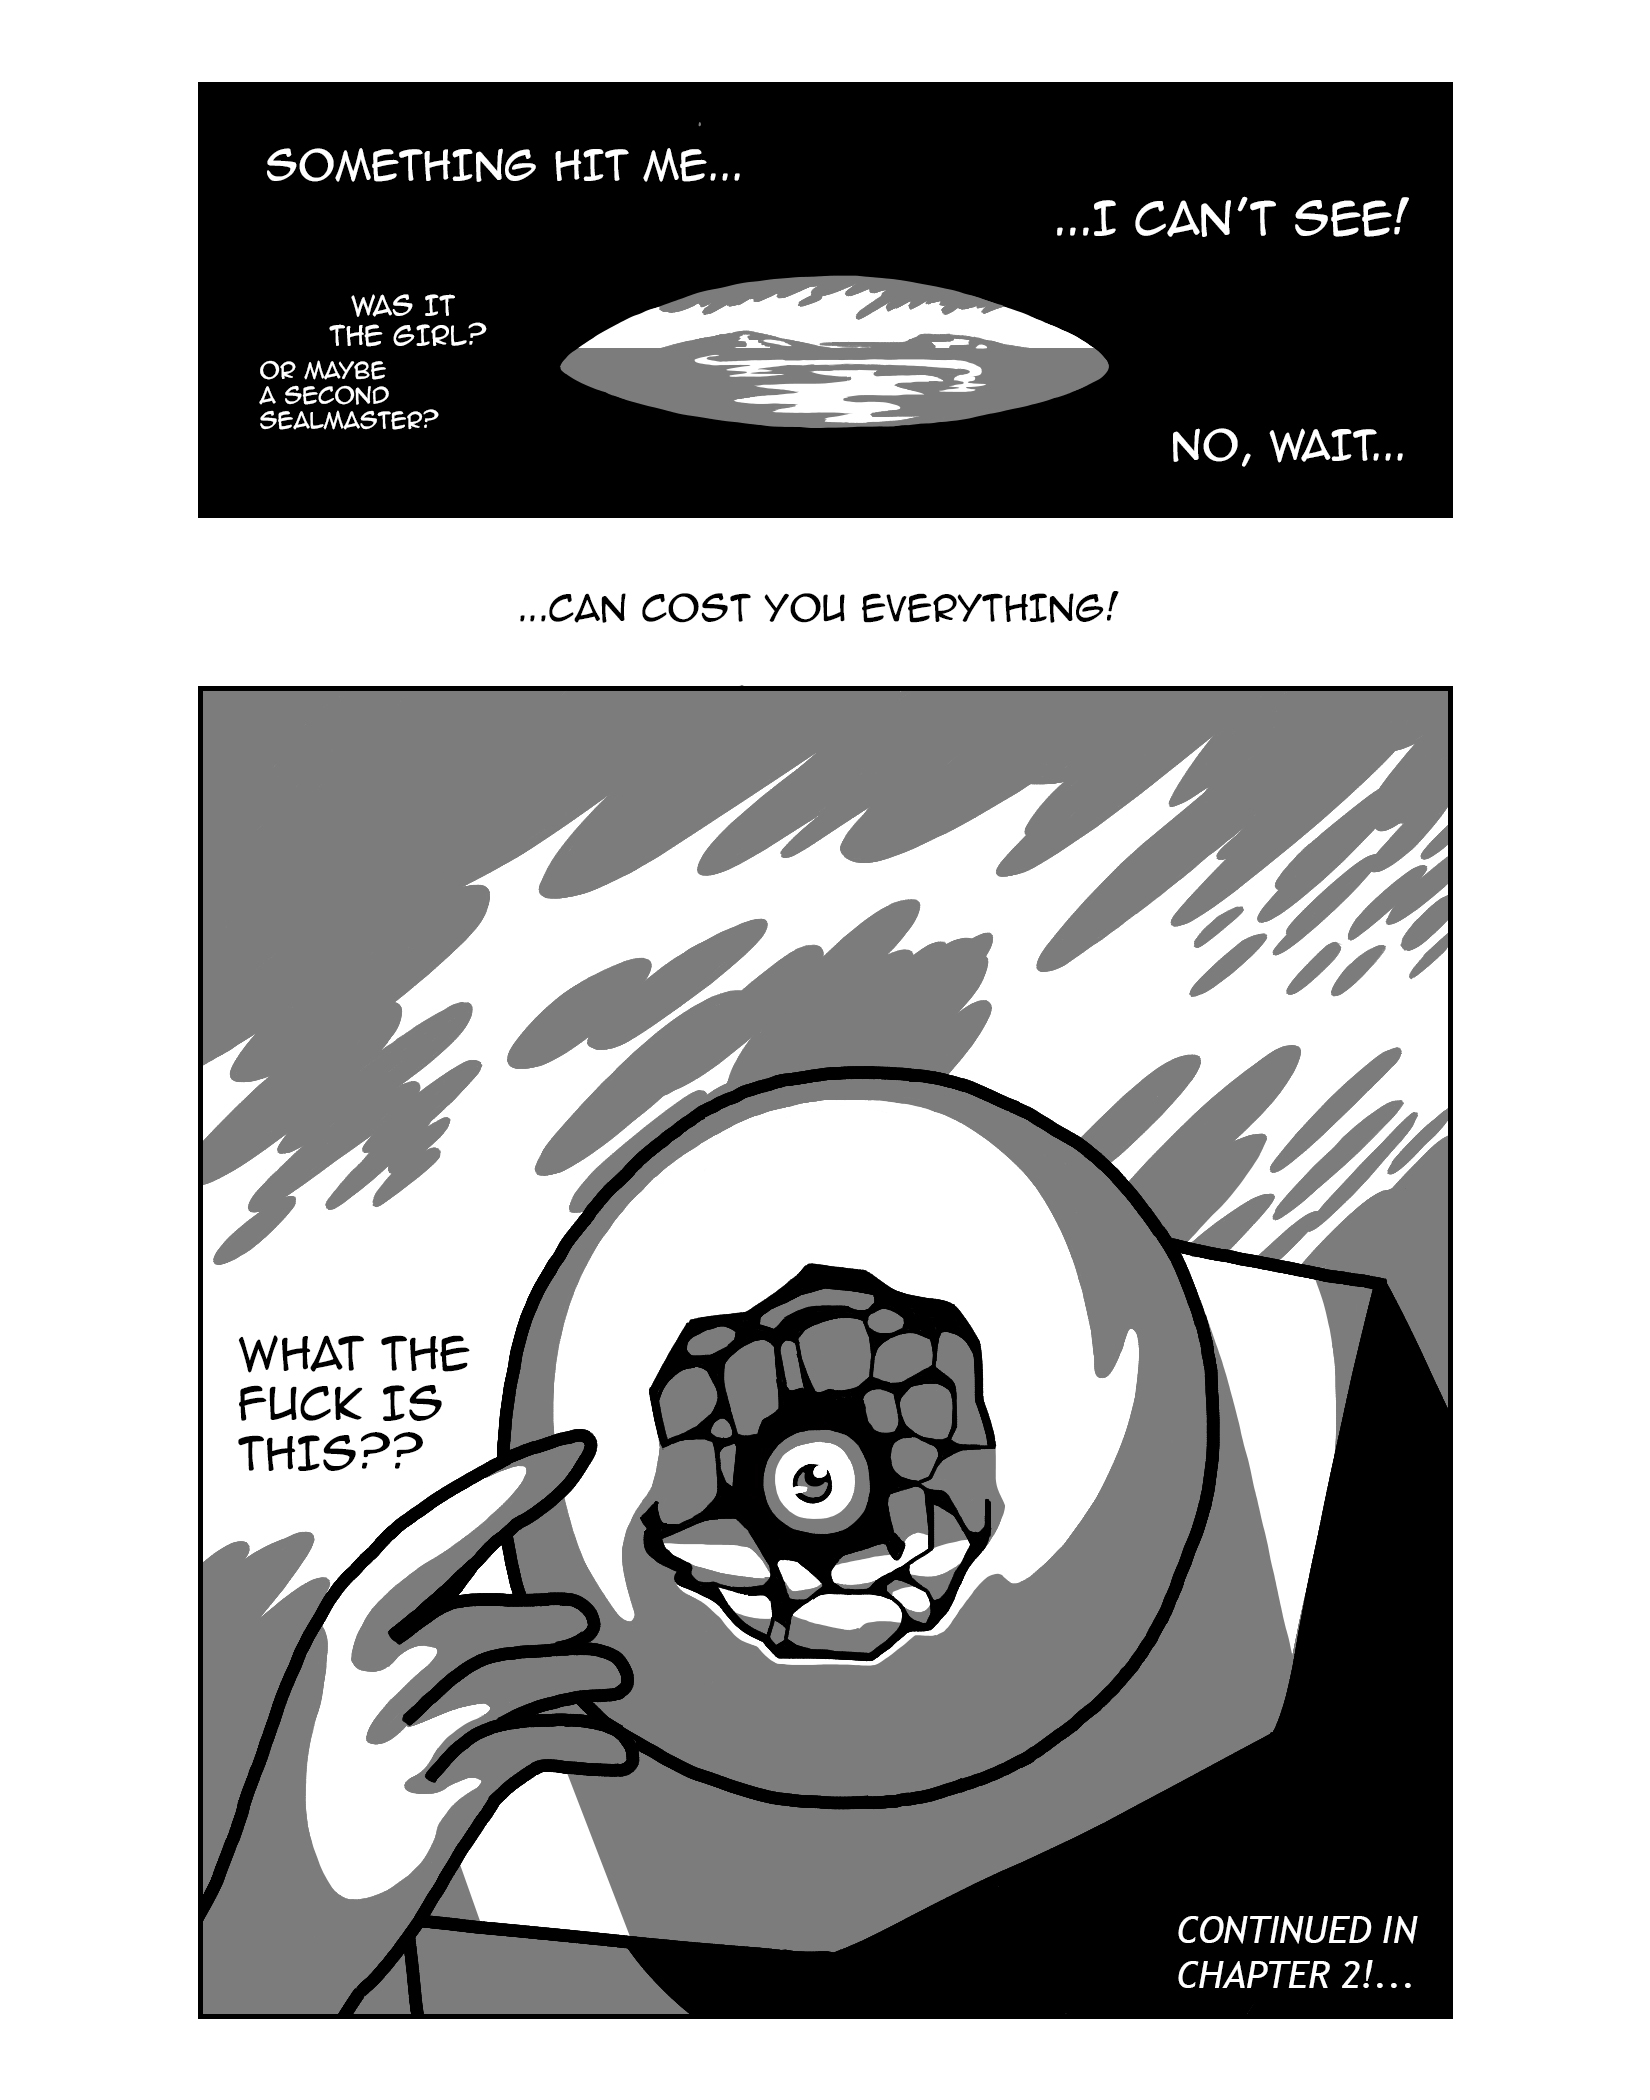 SOMETHING HIT ME...
...I CAN'T SEE!
WAS IT
THE GIRL?
OR MAYBE
A SECOND
SEALMASTER?
NO, WAIT...
...CAN COST YOU EVERYTHING!
WHAT THE
FUCK IS
THIS??
CONTINUED IN
CHAPTER 2!...